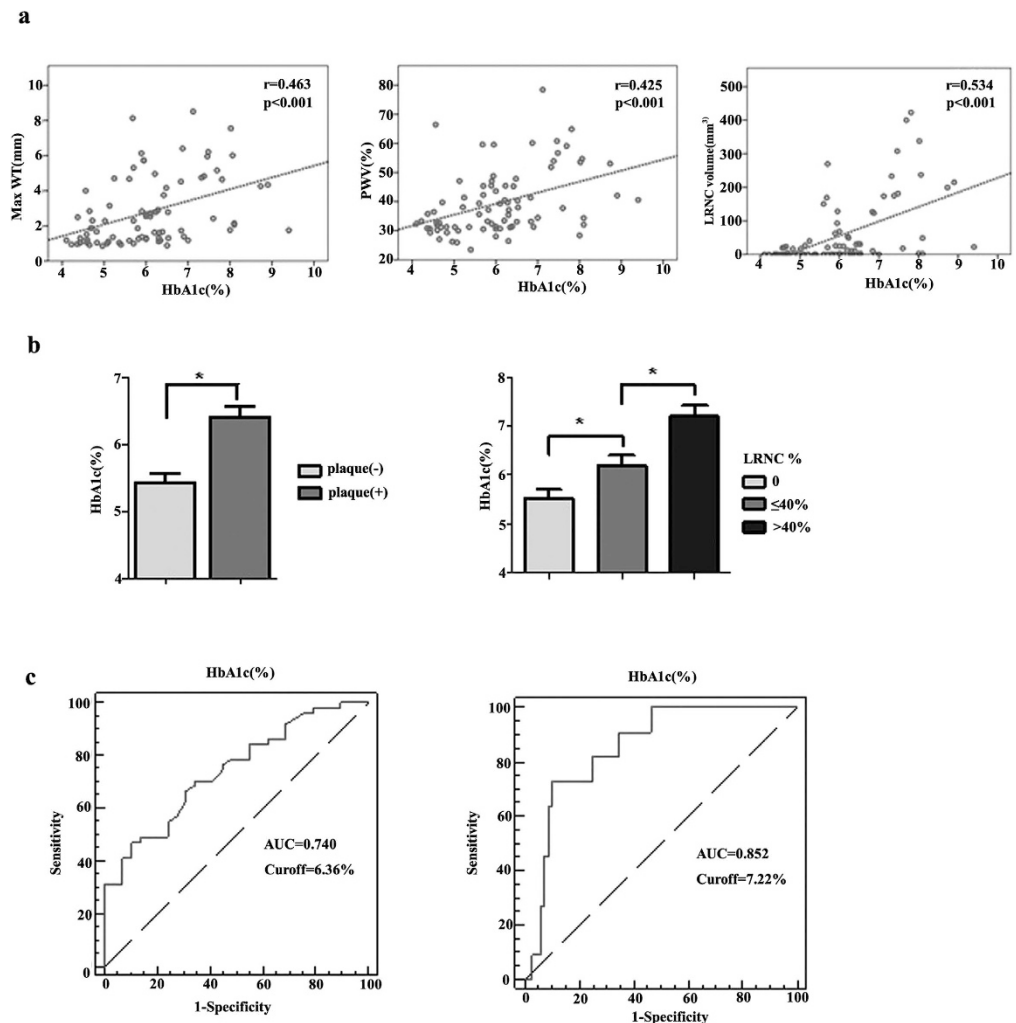 a
r=0.463
p<0.001
Max WT(mm)
10
8
6
4
2
0
4 5 6 7 8 9 10
HbA1c(%)
r=0.425
p<0.001
PWV(%)
80
70
60
50
40
30
20
4 5 6 7 8 9 10
HbA1c(%)
r=0.534
p<0.001
LRNC volume(mm³)
500
400
300
200
100
0
4 5 6 7 8 9 10
HbA1c(%)
b
HbA1c(%)
7
6
5
4
*
plaque(-)
plaque(+)
HbA1c(%)
8
7
6
5
4
*
*
LRNC %
0
≤40%
>40%
c
HbA1c(%)
Sensitivity
100
80
60
40
20
0
AUC=0.740
Curoff=6.36%
0 20 40 60 80 100
1-Specificity
HbA1c(%)
Sensitivity
100
80
60
40
20
0
AUC=0.852
Curoff=7.22%
0 20 40 60 80 100
1-Specificity